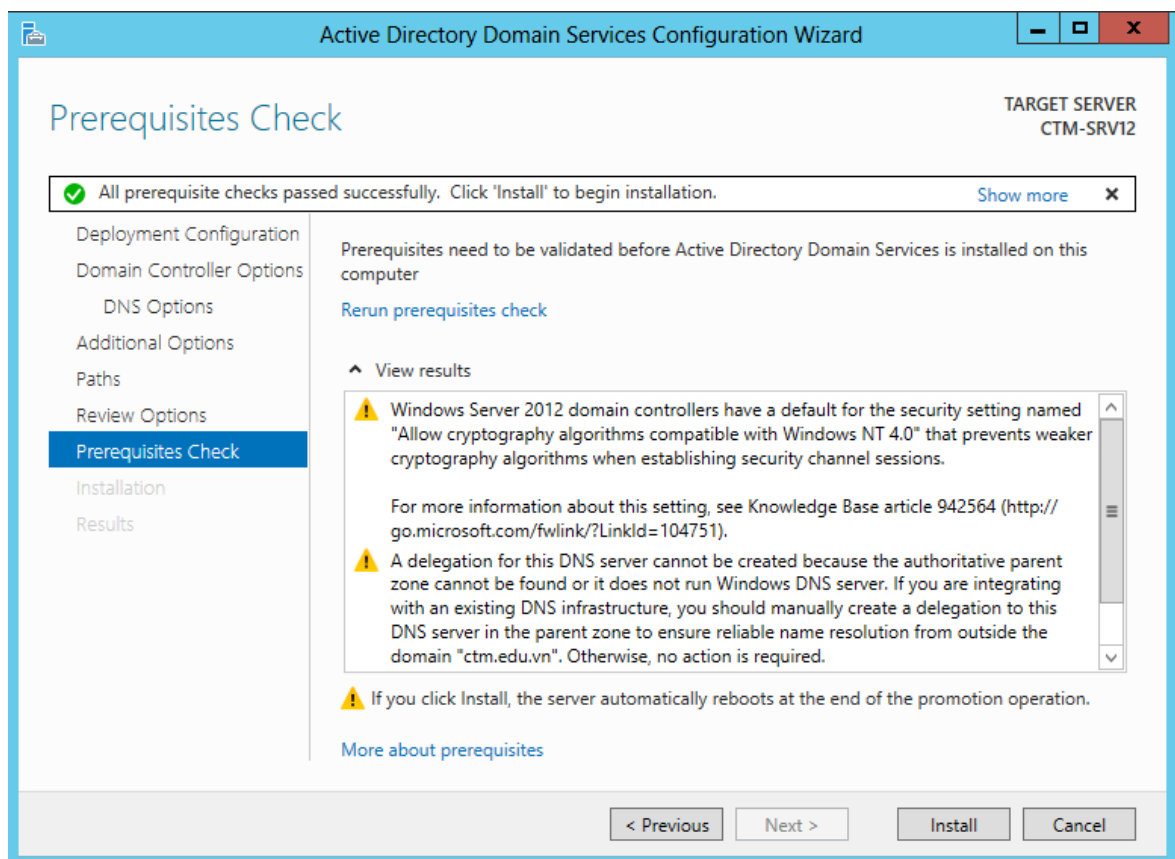 Active Directory Domain Services Configuration Wizard
Prerequisites Check
TARGET SERVER
CTM-SRV12
All prerequisite checks passed successfully. Click 'Install' to begin installation.
Show more
Deployment Configuration
Domain Controller Options
DNS Options
Additional Options
Paths
Review Options
Prerequisites Check
Installation
Results
Prerequisites need to be validated before Active Directory Domain Services is installed on this
computer
Rerun prerequisites check
View results
Windows Server 2012 domain controllers have a default for the security setting named
"Allow cryptography algorithms compatible with Windows NT 4.0" that prevents weaker
cryptography algorithms when establishing security channel sessions.
For more information about this setting, see Knowledge Base article 942564 (http://
go.microsoft.com/fwlink/?LinkId=104751).
A delegation for this DNS server cannot be created because the authoritative parent
zone cannot be found or it does not run Windows DNS server. If you are integrating
with an existing DNS infrastructure, you should manually create a delegation to this
DNS server in the parent zone to ensure reliable name resolution from outside the
domain "ctm.edu.vn". Otherwise, no action is required.
If you click Install, the server automatically reboots at the end of the promotion operation.
More about prerequisites
< Previous
Next >
Install
Cancel